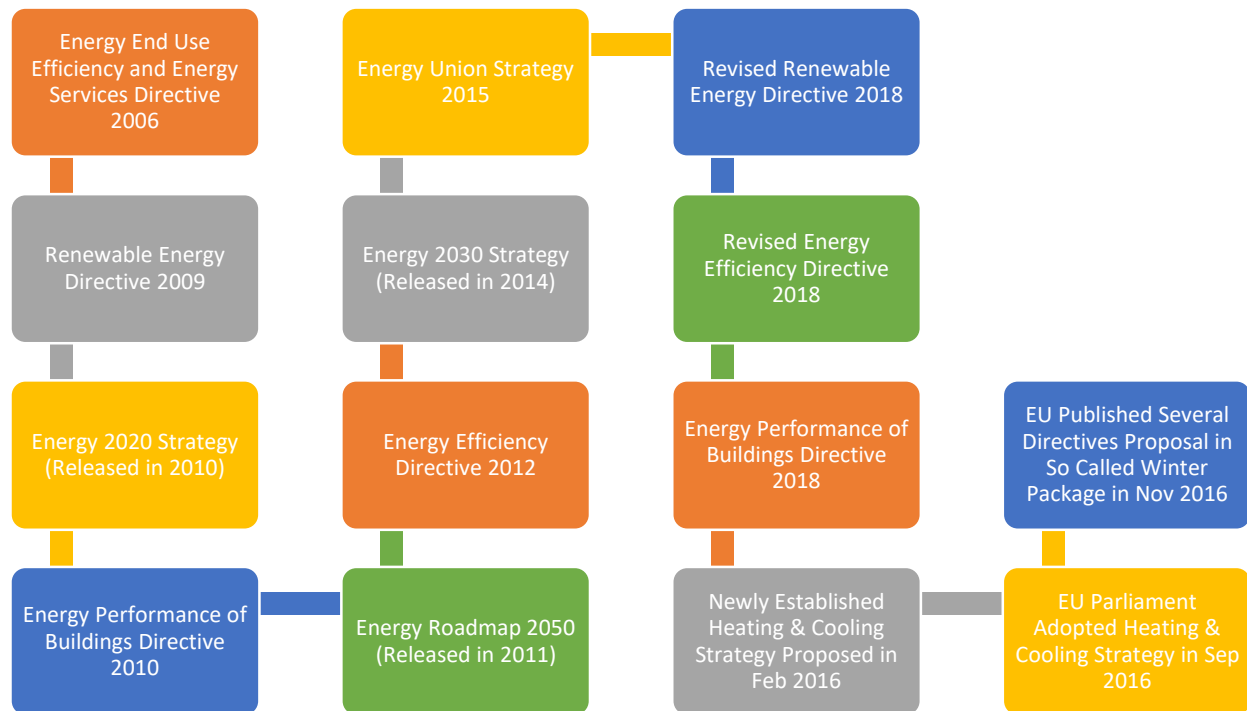 Energy End Use
Efficiency and Energy
Services Directive
2006
Renewable Energy
Directive 2009
Energy 2020 Strategy
(Released in 2010)
Energy Performance of
Buildings Directive
2010
Energy Roadmap 2050
(Released in 2011)
Energy Efficiency
Directive 2012
Energy 2030 Strategy
(Released in 2014)
Energy Union Strategy
2015
Revised Renewable
Energy Directive 2018
Revised Energy
Efficiency Directive
2018
Energy Performance of
Buildings Directive
2018
Newly Established
Heating & Cooling
Strategy Proposed in
Feb 2016
EU Parliament
Adopted Heating &
Cooling Strategy in Sep
2016
EU Published Several
Directives Proposal in
So Called Winter
Package in Nov 2016